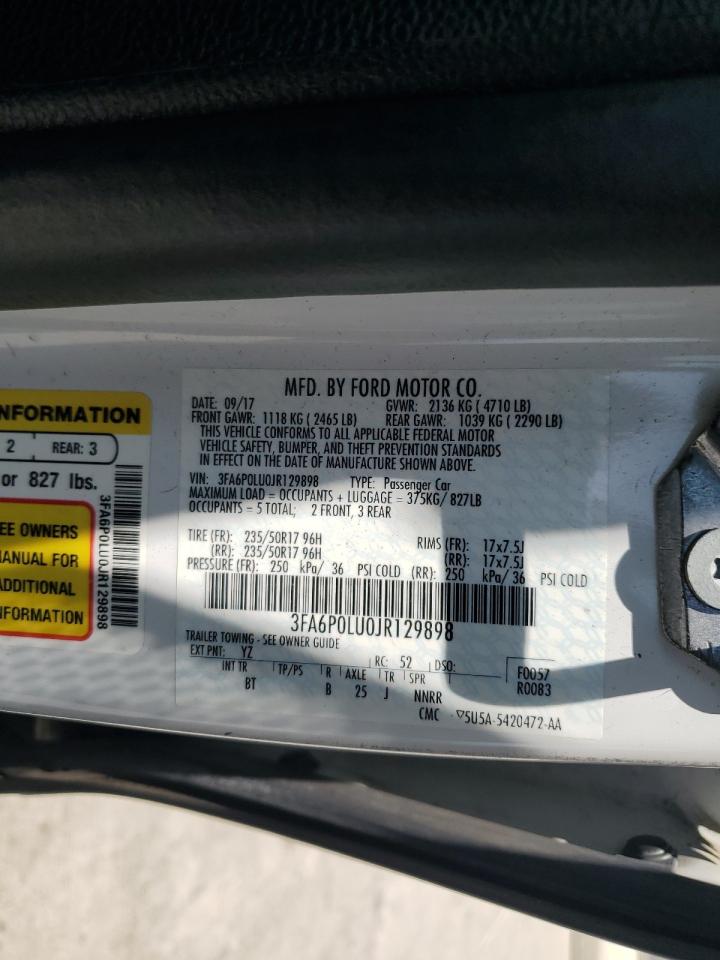 NFORMATION
2 REAR: 3
or 827 lbs.
EE OWNERS
MANUAL FOR
ADDITIONAL
NFORMATION
3FA6P0LU0JR129898
MFD. BY FORD MOTOR CO.
DATE: 09/17 GVWR: 2136 KG ( 4710 LB)
FRONT GAWR: 1118 KG ( 2465 LB) REAR GAWR: 1039 KG ( 2290 LB)
THIS VEHICLE CONFORMS TO ALL APPLICABLE FEDERAL MOTOR
VEHICLE SAFETY, BUMPER, AND THEFT PREVENTION STANDARDS
IN EFFECT ON THE DATE OF MANUFACTURE SHOWN ABOVE.
VIN: 3FA6P0LU0JR129898 TYPE: Passenger Car
MAXIMUM LOAD = OCCUPANTS + LUGGAGE = 375KG/ 827LB
OCCUPANTS = 5 TOTAL; 2 FRONT, 3 REAR
TIRE (FR): 235/50R17 96H RIMS (FR): 17x7.5J
(RR): 235/50R17 96H (RR): 17x7.5J
PRESSURE (FR): 250 kPa/ 36 PSI COLD (RR): 250 kPa/ 36 PSI COLD
3FA6P0LU0JR129898
TRAILER TOWING - SEE OWNER GUIDE
EXT PNT: YZ RC: 52 DSO: F0057
INT TR TP/PS R AXLE TR SPR R0083
BT B 25 J NNRR
CMC ▽5U5A-5420472-AA